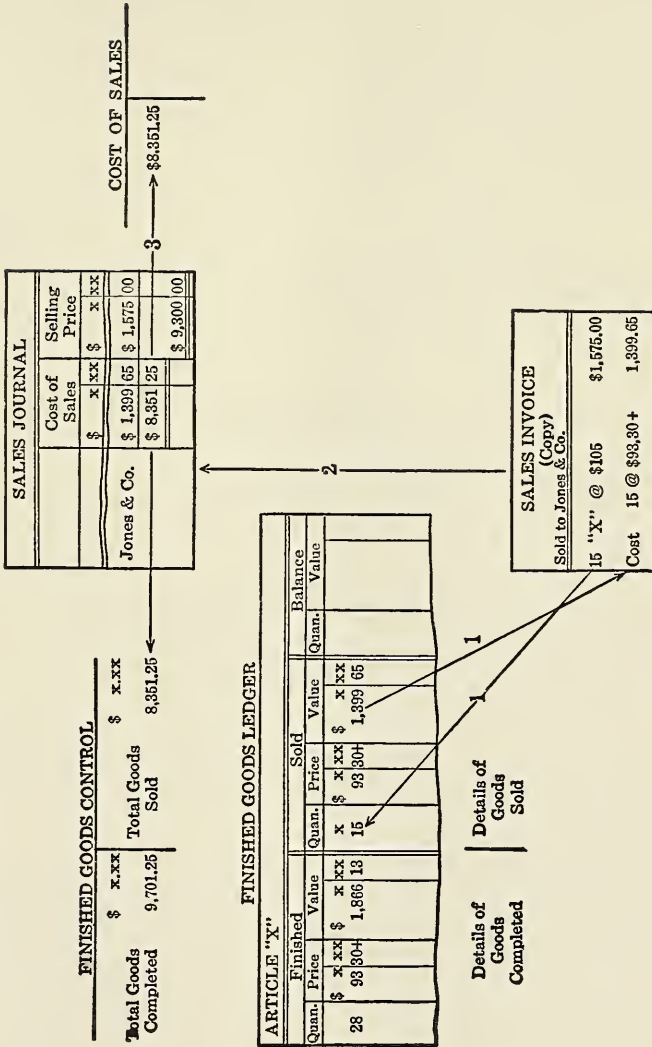 FINISHED GOODS CONTROL
$ x.xx $ x.xx
Total Goods Completed 9,701.25 Total Goods Sold 8,351.25
SALES JOURNAL
Cost of Sales Selling Price
$ x xx $ x xx
Jones & Co. $ 1,399 65 $ 1,575 00
$ 8,351 25
$ 9,300 00
3
COST OF SALES
$8.351.25
FINISHED GOODS LEDGER
ARTICLE "X"
Finished Sold Balance
Quan. Price Value Quan. Price Value Quan. Value
$ x xx $ x xx x $ x xx $ x xx
28 93 30+ 1,866 13 15 93 30+ 1,399 65
Details of Goods Completed
Details of Goods Sold
1
1
2
SALES INVOICE
(Copy)
Sold to Jones & Co.
15 "X" @ $105 $1,575.00
Cost 15 @ $93,30+ 1,399.65